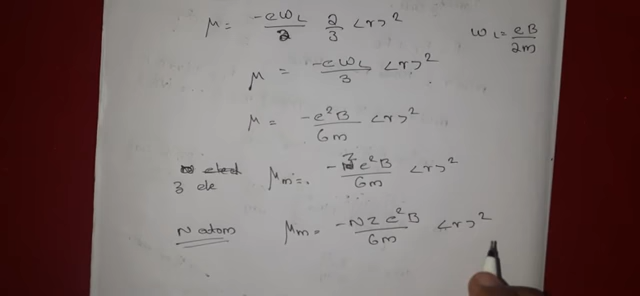 μ = -eω_L/2 2/3 <r>²
ω_L = eB/2m
μ = -eω_L/3 <r>²
μ = -e²B/6m <r>²
3 ele μ_m = -Ze²B/6m <r>²
N atom μ_m = -NZe²B/6m <r>²